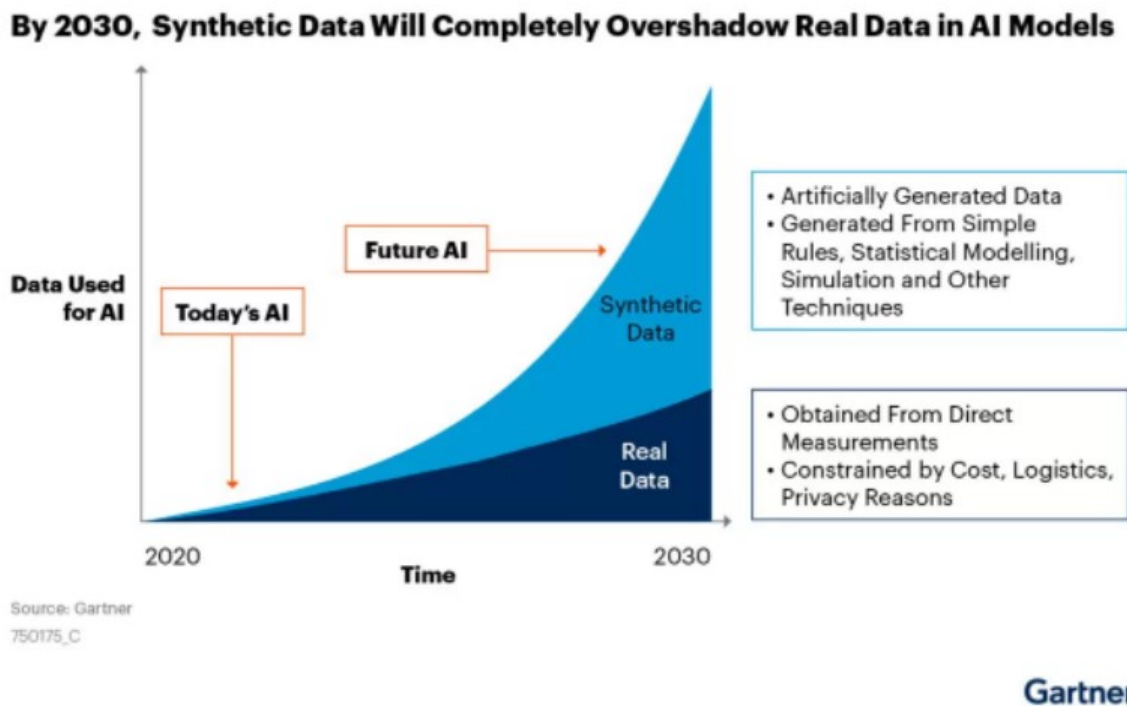 By 2030, Synthetic Data Will Completely Overshadow Real Data in AI Models
Data Used
for AI
Today's AI
Future AI
Synthetic
Data
Real
Data
• Artificially Generated Data
• Generated From Simple
Rules, Statistical Modelling,
Simulation and Other
Techniques
• Obtained From Direct
Measurements
• Constrained by Cost, Logistics,
Privacy Reasons
2020
2030
Time
Source: Gartner
750175_C
Gartner